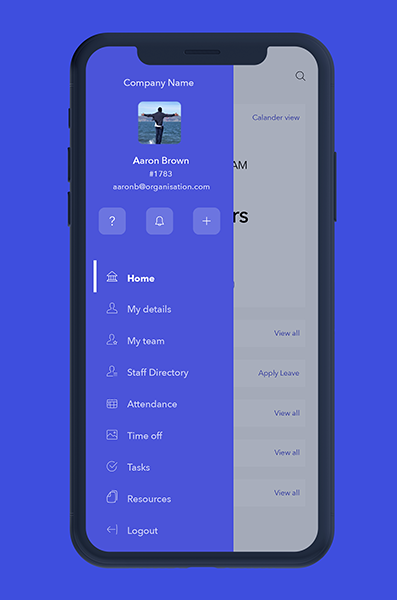 Company Name
Calander view
Aaron Brown
#1783
aaronb@organisation.com
AM
?
+
rs
Home
My details
My team
View all
Staff Directory
Apply Leave
Attendance
View all
Time off
View all
Tasks
Resources
View all
Logout